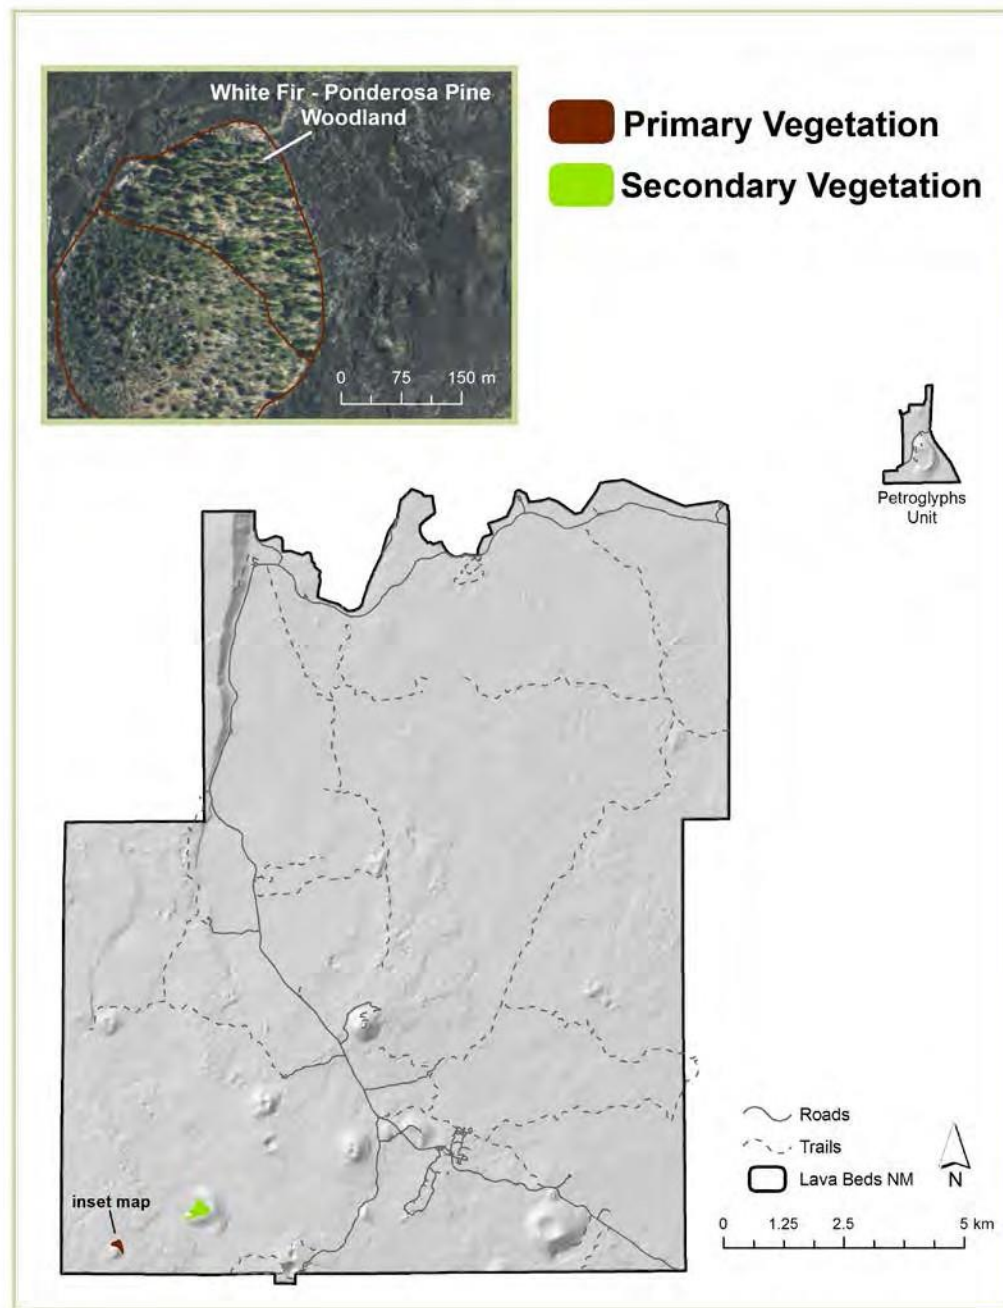 White Fir - Ponderosa Pine
Woodland
0 75 150 m
Primary Vegetation
Secondary Vegetation
Petroglyphs
Unit
inset map
Roads
Trails
Lava Beds NM
N
0 1.25 2.5 5 km